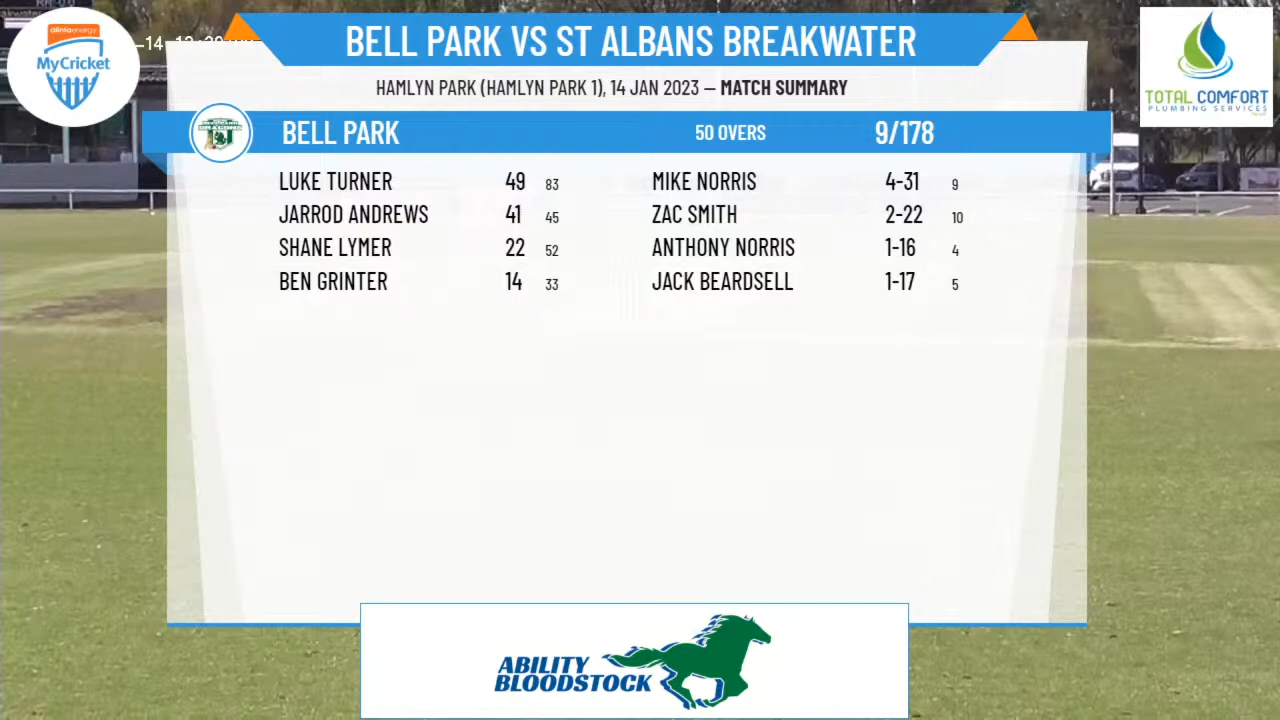 alintaenergy
MyCricket
BELL PARK VS ST ALBANS BREAKWATER
HAMLYN PARK (HAMLYN PARK 1), 14 JAN 2023 – MATCH SUMMARY
TOTAL COMFORT
PLUMBING SERVICES
BELL PARK 50 OVERS 9/178
LUKE TURNER 49 83 MIKE NORRIS 4-31 9
JARROD ANDREWS 41 45 ZAC SMITH 2-22 10
SHANE LYMER 22 52 ANTHONY NORRIS 1-16 4
BEN GRINTER 14 33 JACK BEARDSELL 1-17 5
ABILITY
BLOODSTOCK